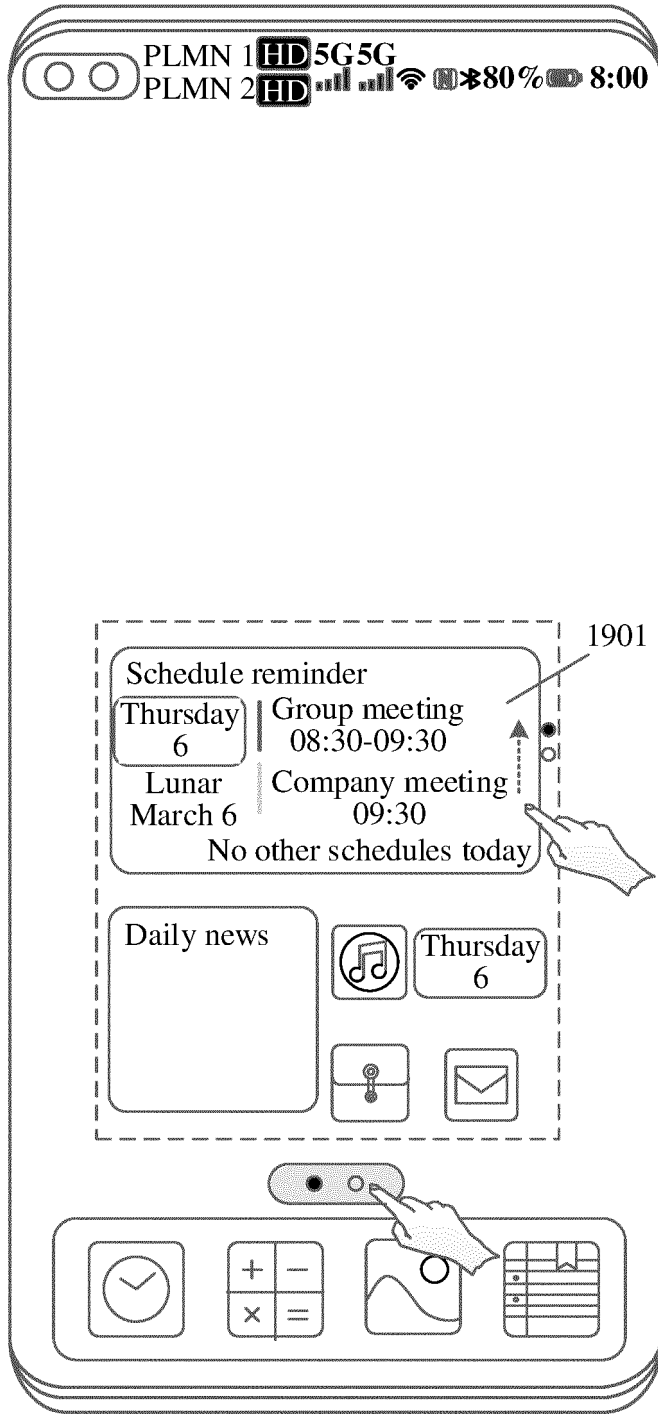 PLMN 1 HD 5G 5G
PLMN 2 HD N 80% 8:00
1901
Schedule reminder
Thursday
6
Group meeting
08:30-09:30
Lunar
March 6
Company meeting
09:30
No other schedules today
Daily news
Thursday
6